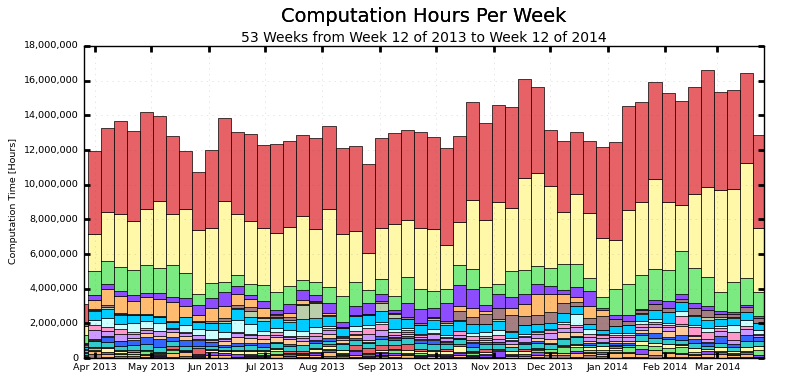 Computation Hours Per Week
53 Weeks from Week 12 of 2013 to Week 12 of 2014
18,000,000
16,000,000
14,000,000
12,000,000
10,000,000
8,000,000
6,000,000
4,000,000
2,000,000
0
Computation Time [Hours]
Apr 2013 May 2013 Jun 2013 Jul 2013 Aug 2013 Sep 2013 Oct 2013 Nov 2013 Dec 2013 Jan 2014 Feb 2014 Mar 2014